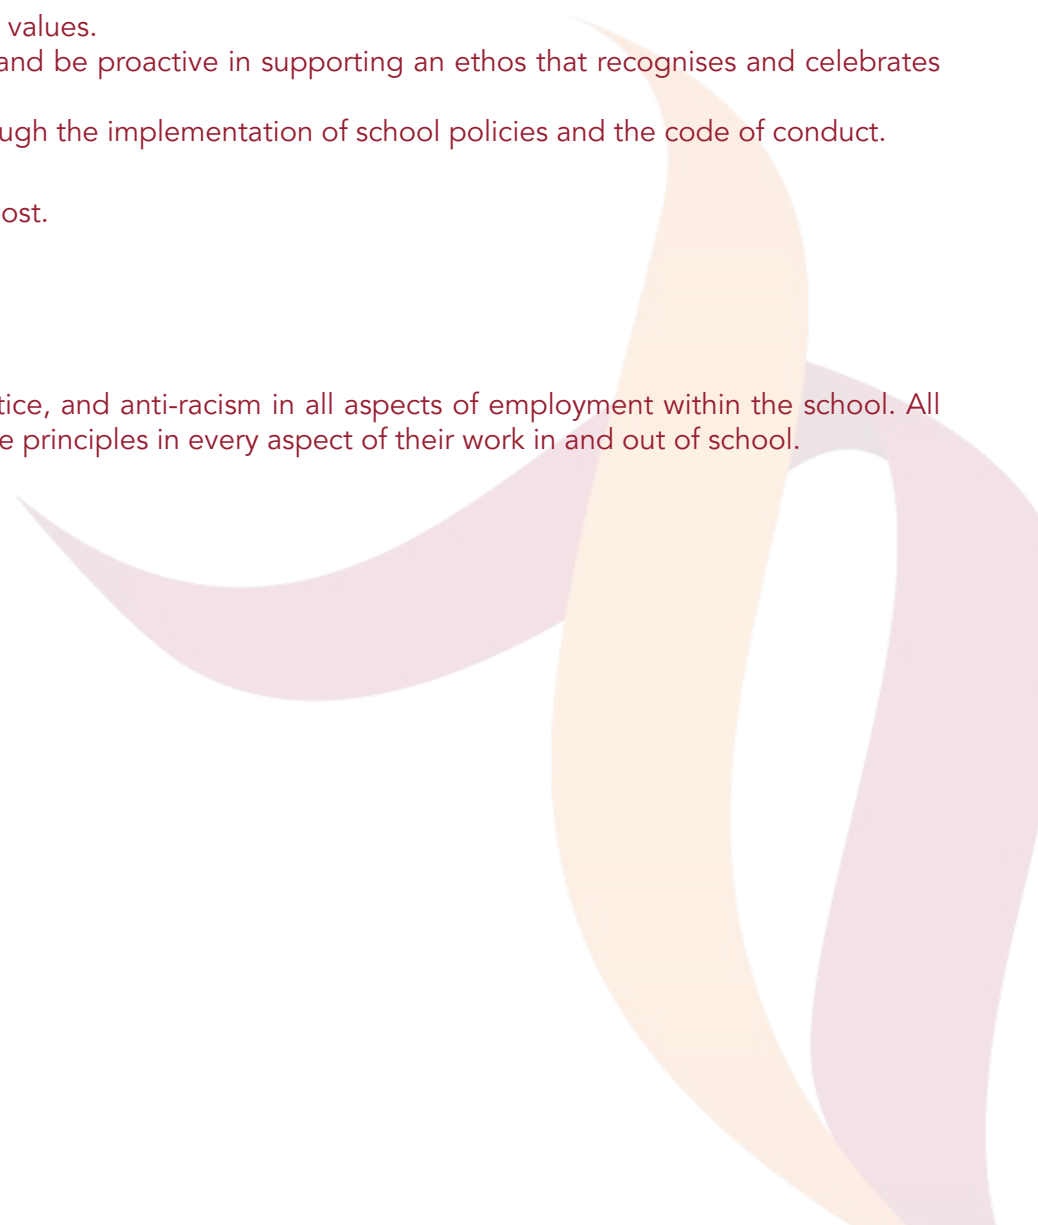 values.
and be proactive in supporting an ethos that recognises and celebrates
ugh the implementation of school policies and the code of conduct.
ost.
tice, and anti-racism in all aspects of employment within the school. All
e principles in every aspect of their work in and out of school.